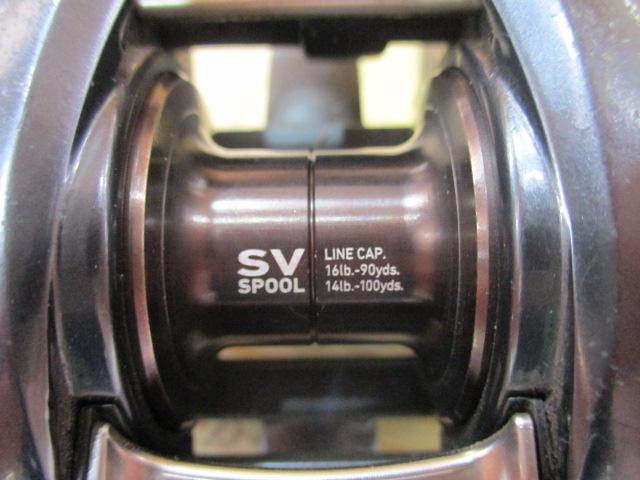 SV
SPOOL
LINE CAP.
16lb.-90yds.
14lb.-100yds.